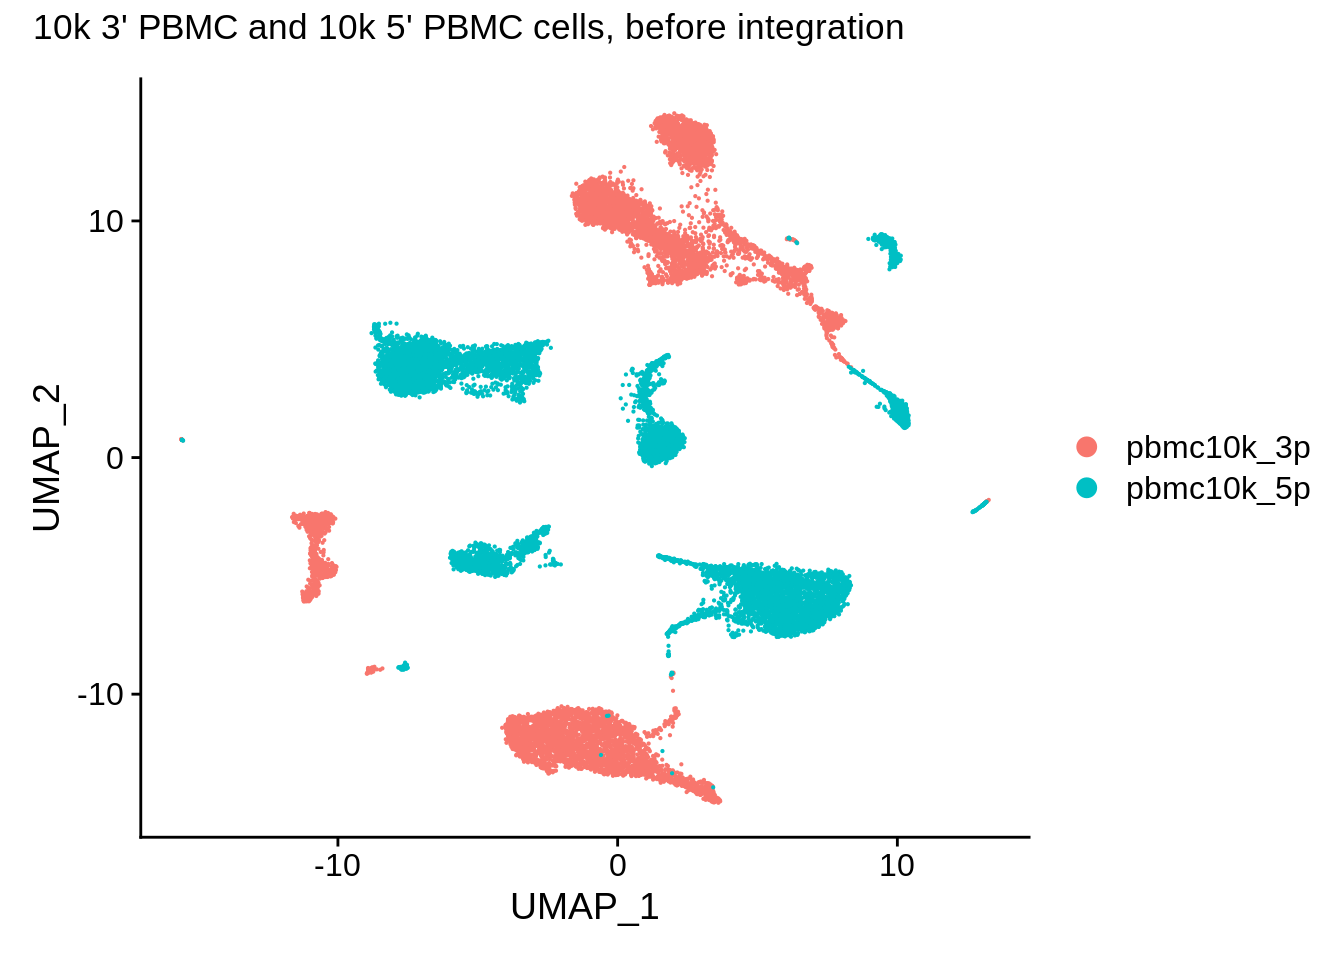 10k 3' PBMC and 10k 5' PBMC cells, before integration
10
0
-10
UMAP_2
-10
0
10
UMAP_1
pbmc10k_3p
pbmc10k_5p